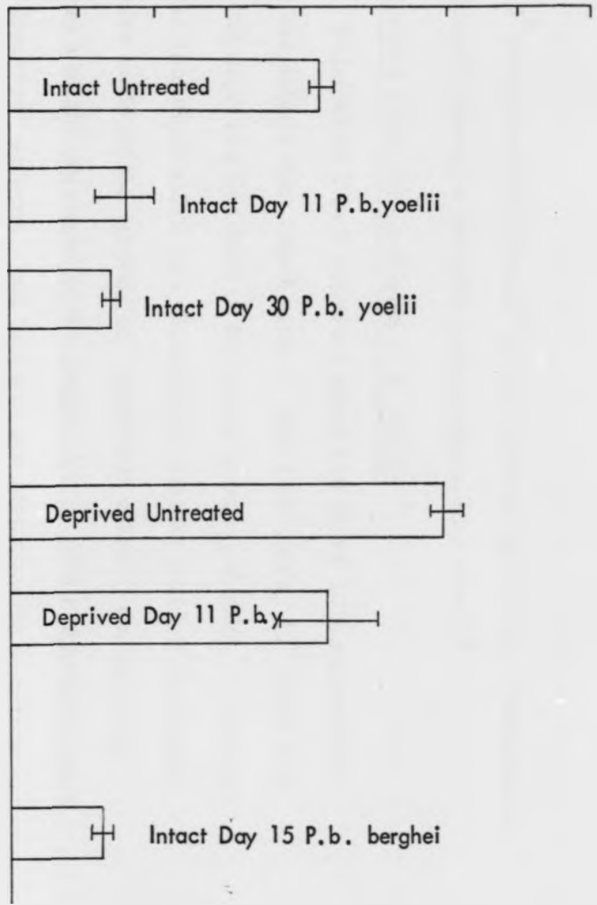 Intact Untreated
Intact Day 11 P.b.yoelii
Intact Day 30 P.b. yoelii
Deprived Untreated
Deprived Day 11 P.b.y
Intact Day 15 P.b. berghei